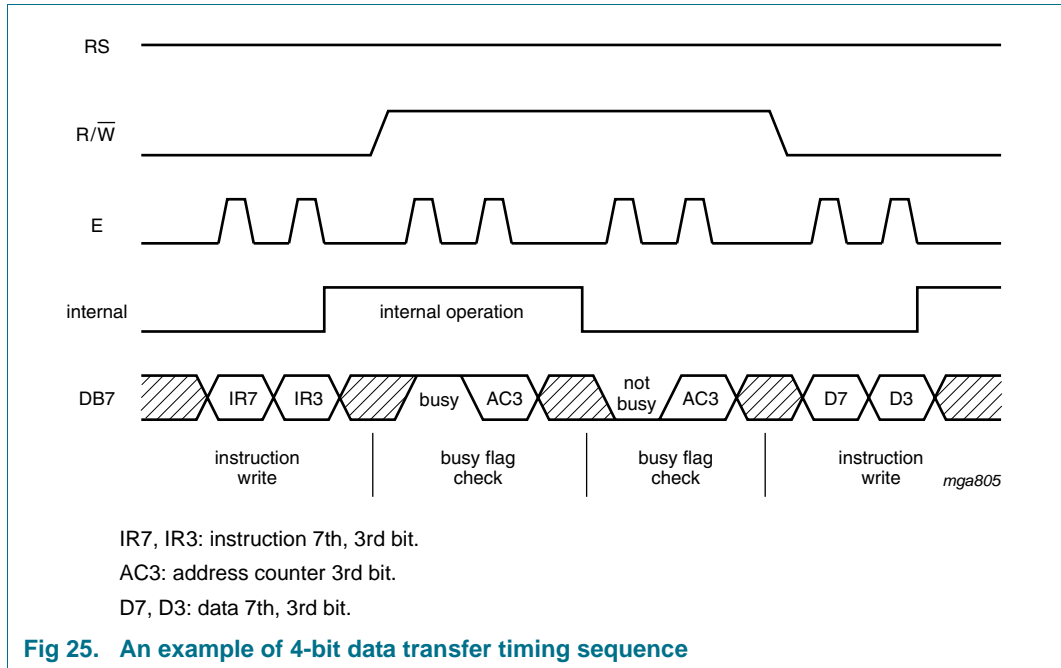 RS
R/W
E
internal
internal operation
DB7
IR7 IR3 busy AC3 not busy AC3 D7 D3
instruction write
busy flag check
busy flag check
instruction write
mga805
IR7, IR3: instruction 7th, 3rd bit.
AC3: address counter 3rd bit.
D7, D3: data 7th, 3rd bit.
Fig 25. An example of 4-bit data transfer timing sequence